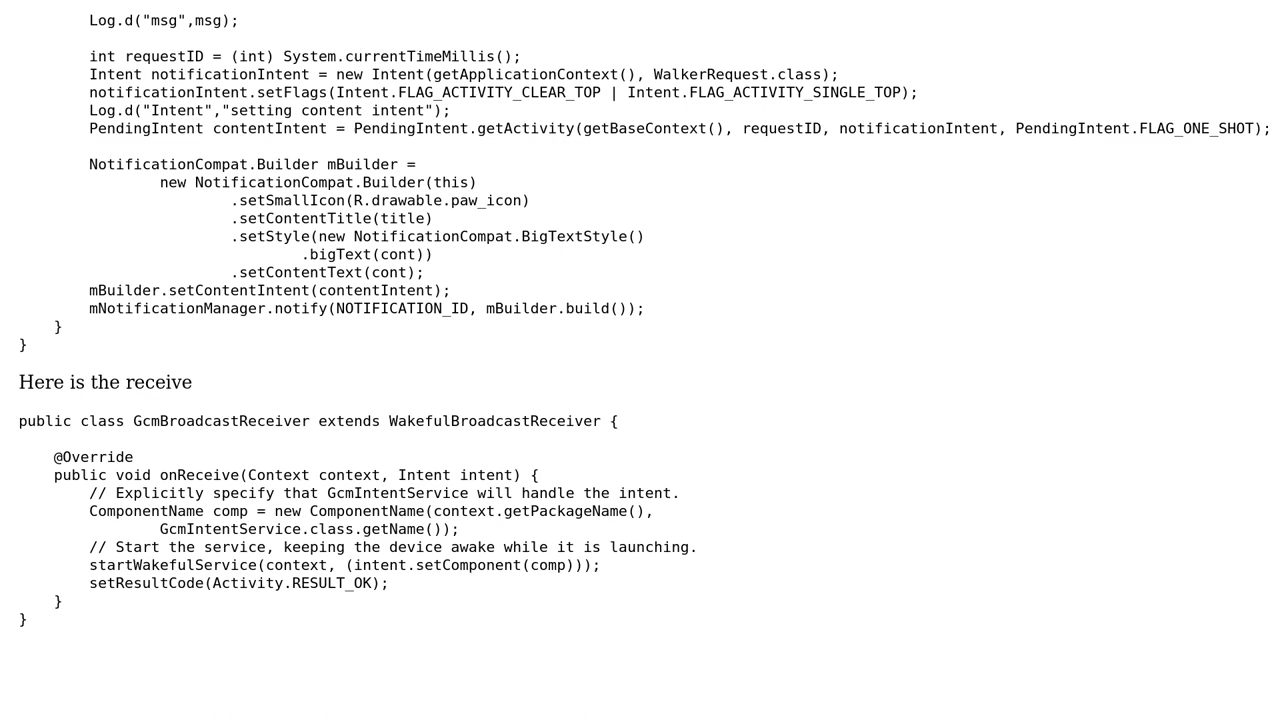 Log.d("msg",msg);
int requestID = (int) System.currentTimeMillis();
Intent notificationIntent = new Intent(getApplicationContext(), WalkerRequest.class);
notificationIntent.setFlags(Intent.FLAG_ACTIVITY_CLEAR_TOP | Intent.FLAG_ACTIVITY_SINGLE_TOP);
Log.d("Intent","setting content intent");
PendingIntent contentIntent = PendingIntent.getActivity(getBaseContext(), requestID, notificationIntent, PendingIntent.FLAG_ONE_SHOT);
NotificationCompat.Builder mBuilder =
new NotificationCompat.Builder(this)
.setSmallIcon(R.drawable.paw_icon)
.setContentTitle(title)
.setStyle(new NotificationCompat.BigTextStyle()
.bigText(cont))
.setContentText(cont);
mBuilder.setContentIntent(contentIntent);
mNotificationManager.notify(NOTIFICATION_ID, mBuilder.build());
}
}
Here is the receive
public class GcmBroadcastReceiver extends WakefulBroadcastReceiver {
@Override
public void onReceive(Context context, Intent intent) {
// Explicitly specify that GcmIntentService will handle the intent.
ComponentName comp = new ComponentName(context.getPackageName(),
GcmIntentService.class.getName());
// Start the service, keeping the device awake while it is launching.
startWakefulService(context, (intent.setComponent(comp)));
setResultCode(Activity.RESULT_OK);
}
}